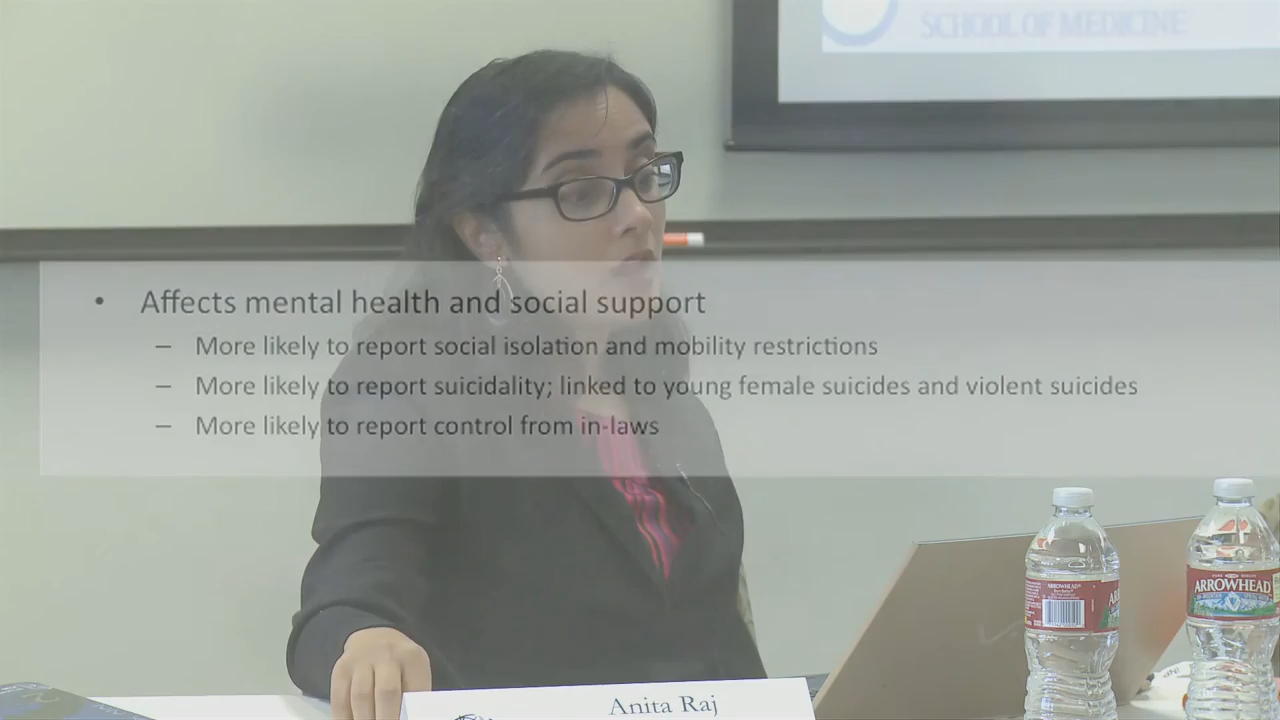 SCHOOL OF MEDICINE
• Affects mental health and social support
– More likely to report social isolation and mobility restrictions
– More likely to report suicidality; linked to young female suicides and violent suicides
– More likely to report control from in-laws
ARROWHEAD
ARROWHEAD
Anita Raj